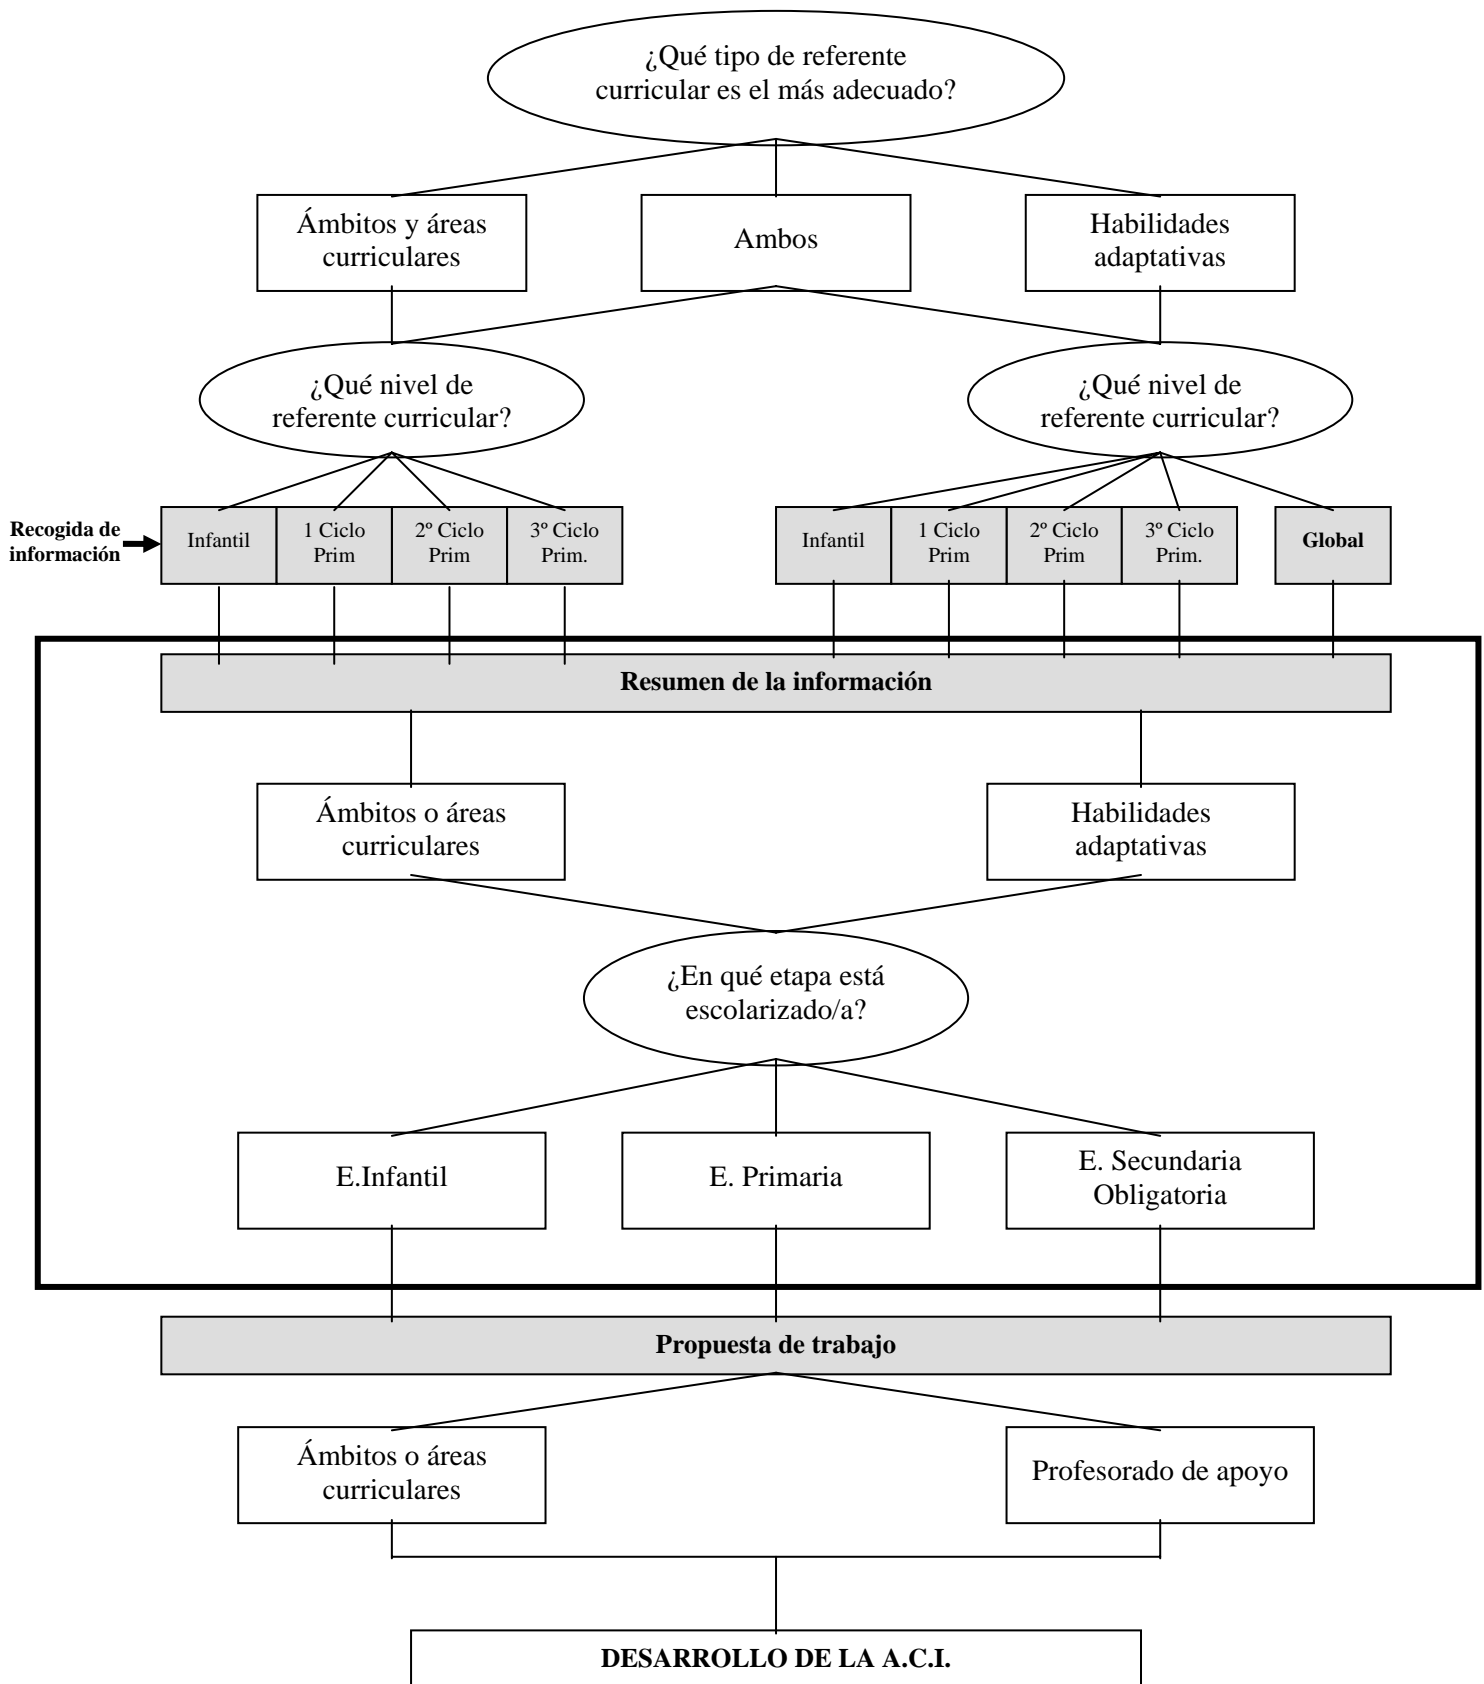 ¿Qué tipo de referente
curricular es el más adecuado?
Ámbitos y áreas
curriculares
Ambos
Habilidades
adaptativas
¿Qué nivel de
referente curricular?
¿Qué nivel de
referente curricular?
Recogida de
información
Infantil
1 Ciclo
Prim
2º Ciclo
Prim
3º Ciclo
Prim.
Infantil
1 Ciclo
Prim
2º Ciclo
Prim
3º Ciclo
Prim.
Global
Resumen de la información
Ámbitos o áreas
curriculares
Habilidades
adaptativas
¿En qué etapa está
escolarizado/a?
E.Infantil
E. Primaria
E. Secundaria
Obligatoria
Propuesta de trabajo
Ámbitos o áreas
curriculares
Profesorado de apoyo
DESARROLLO DE LA A.C.I.